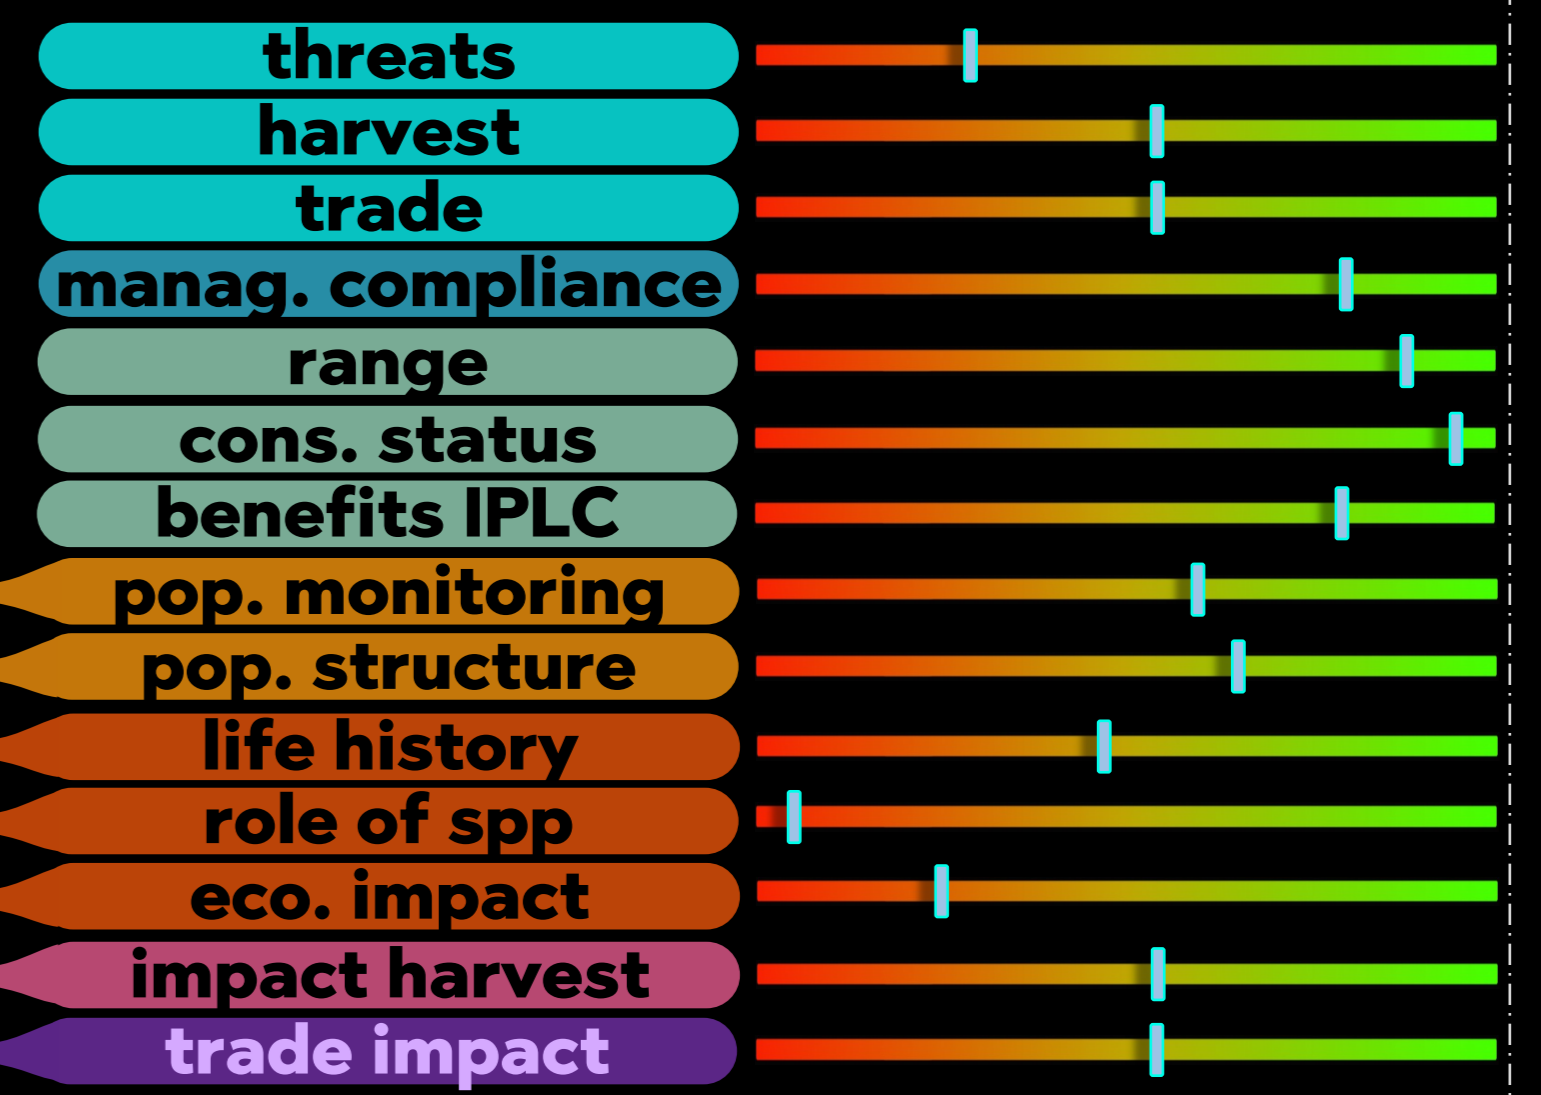 threats
harvest
trade
manag. compliance
range
cons. status
benefits IPLC
pop. monitoring
pop. structure
life history
role of spp
eco. impact
impact harvest
trade impact